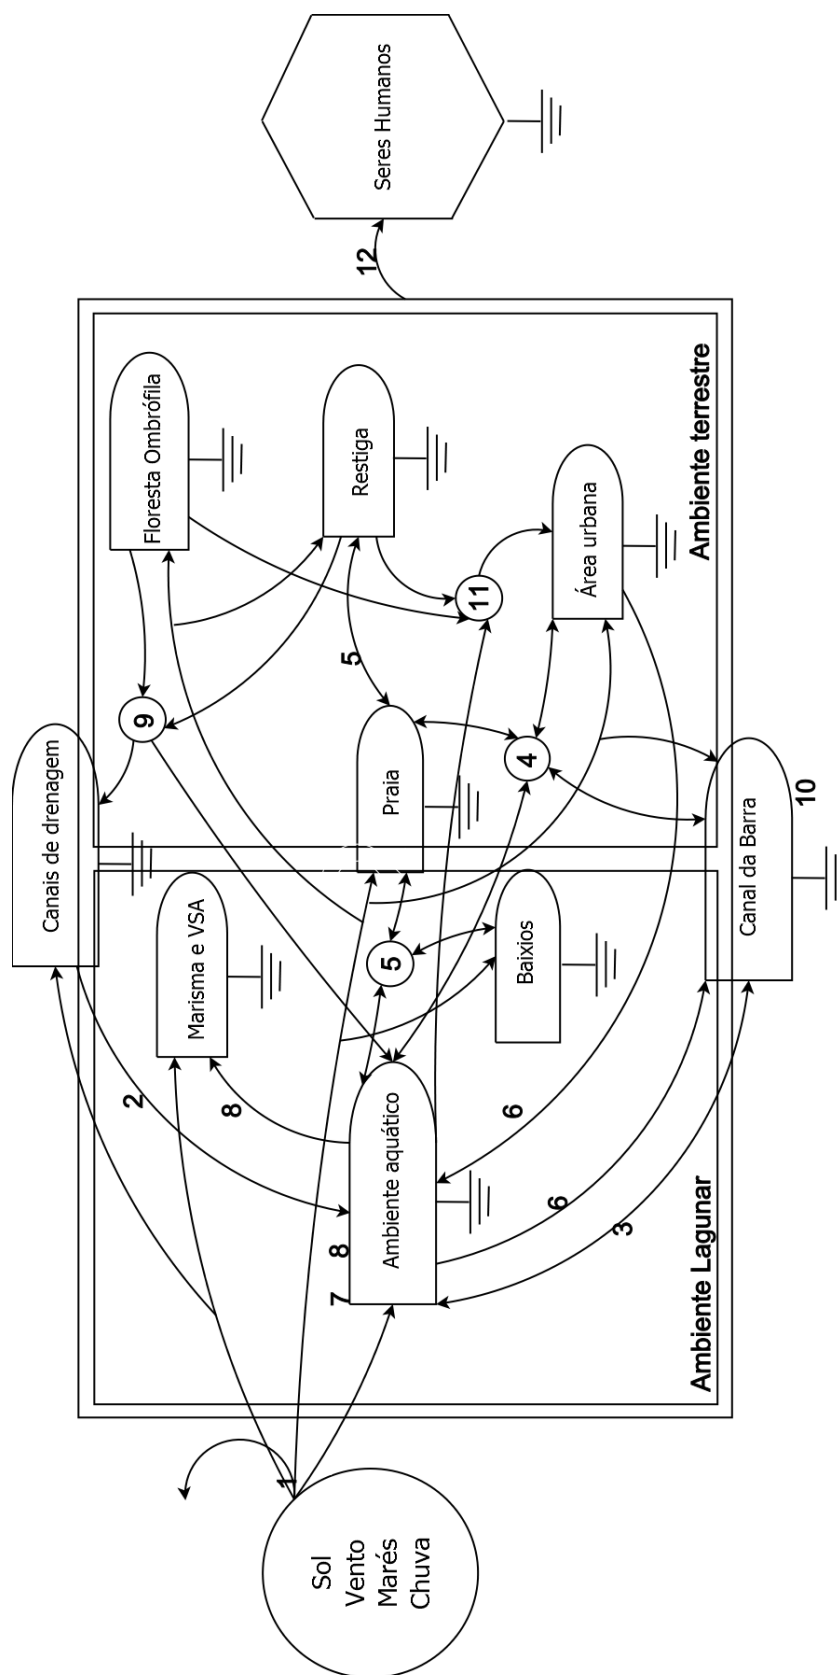 Sol
Vento
Marés
Chuva
1
Canais de drenagem
2
Marisma e VSA
8
Ambiente aquático
7
8
5
Baixios
6
6
3
Ambiente Lagunar
Floresta Ombrófila
9
Restiga
5
Praia
11
4
Área urbana
Canal da Barra
10
Ambiente terrestre
12
Seres Humanos